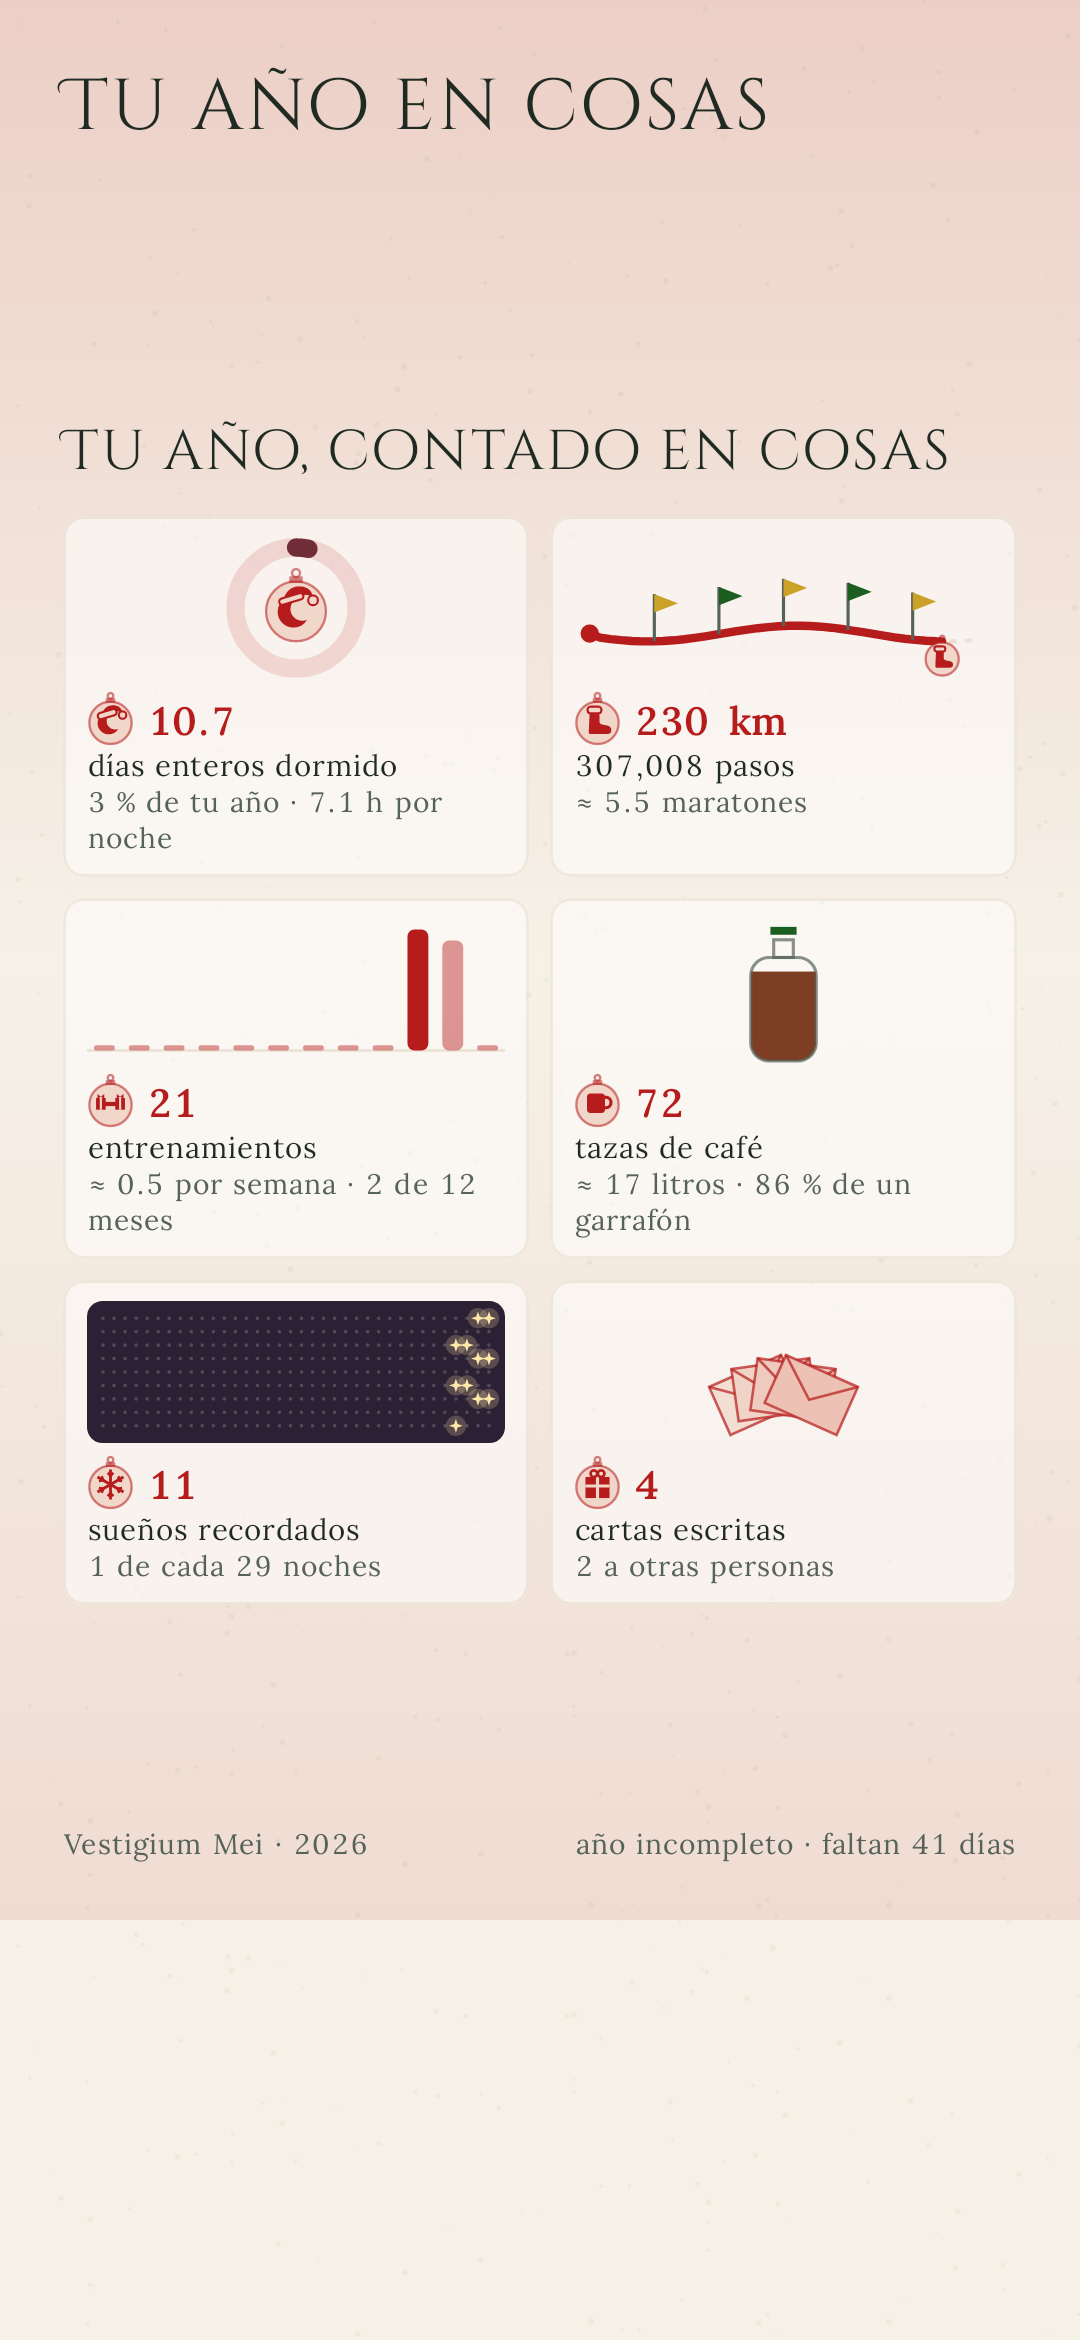 Tu año en cosas
Tu año, contado en cosas
10.7
días enteros dormido
3 % de tu año · 7.1 h por
noche
230 km
307,008 pasos
≈ 5.5 maratones
21
entrenamientos
≈ 0.5 por semana · 2 de 12
meses
72
tazas de café
≈ 17 litros · 86 % de un
garrafón
11
sueños recordados
1 de cada 29 noches
4
cartas escritas
2 a otras personas
Vestigium Mei · 2026
año incompleto · faltan 41 días